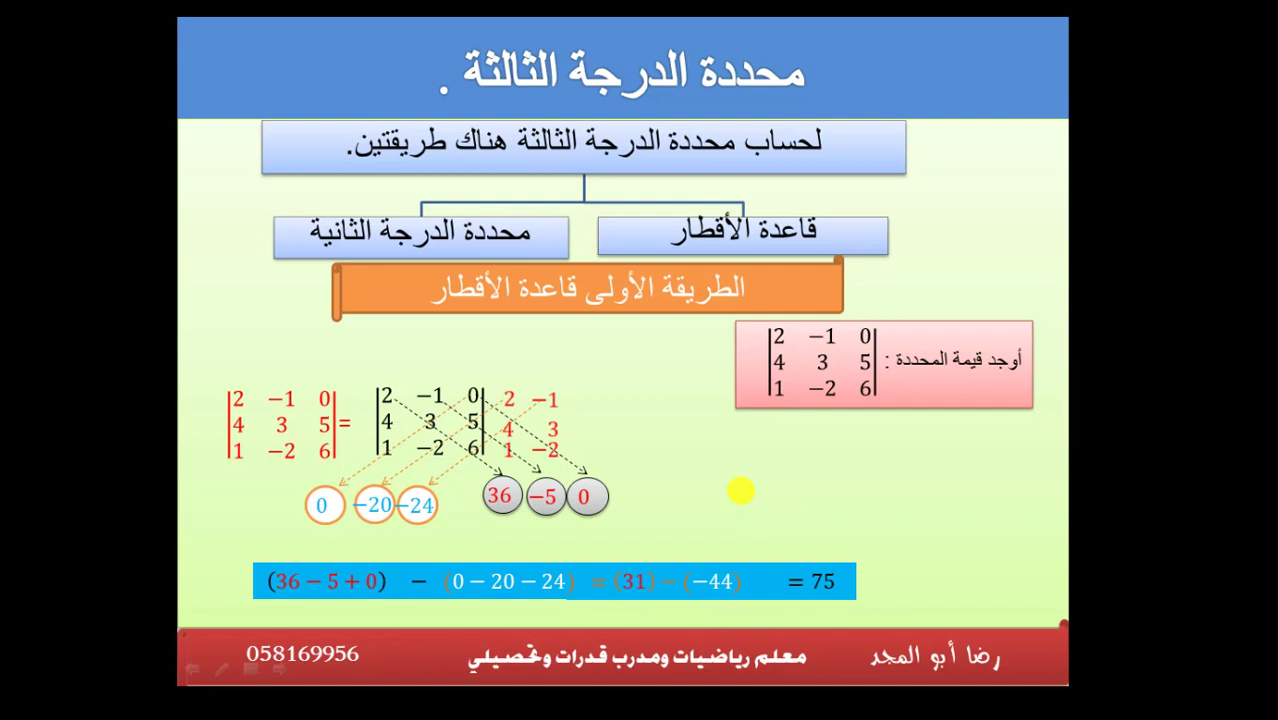 محددة الدرجة الثالثة .
لحساب محددة الدرجة الثالثة هناك طريقتين.
قاعدة الأقطار
محددة الدرجة الثانية
الطريقة الأولى قاعدة الأقطار
أوجد قيمة المحددة :
|2 −1 0|
|4 3 5|
|1 −2 6|
|2 −1 0| |2 −1 0| 2 −1
|4 3 5| = |4 3 5| 4 3
|1 −2 6| |1 −2 6| 1 −2
0 −20 −24 36 −5 0
(36 − 5 + 0) − (0 − 20 − 24) = (31) − (−44) = 75
رضا أبو المجد
معلم رياضيات ومدرب قدرات وتحصيلي
058169956